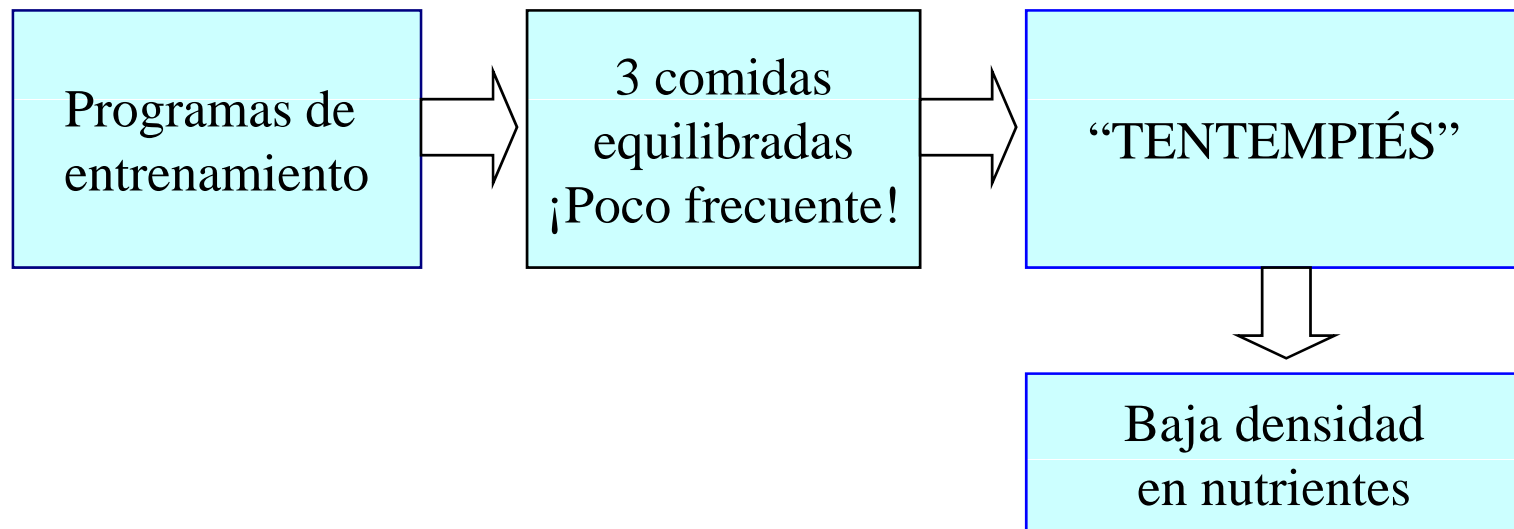 Programas de
entrenamiento
3 comidas
equilibradas
¡Poco frecuente!
“TENTEMPIÉS”
Baja densidad
en nutrientes